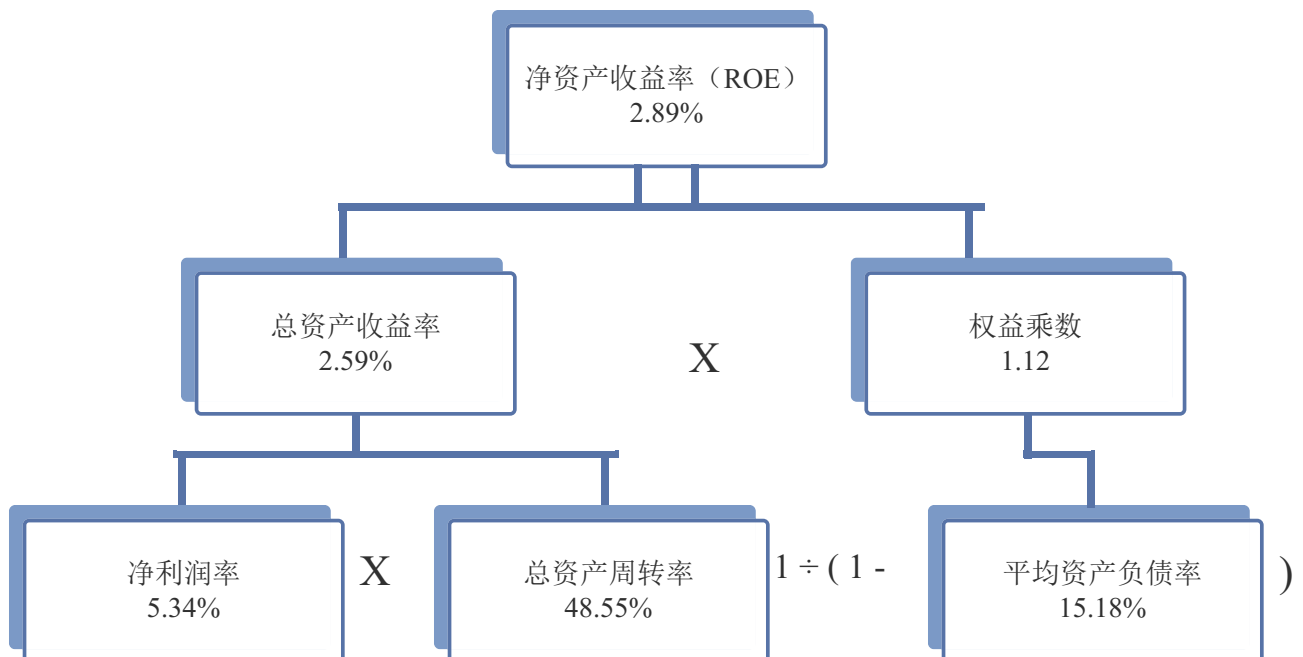 净资产收益率（ROE）
2.89%
总资产收益率
2.59%
X
权益乘数
1.12
净利润率
5.34%
X
总资产周转率
48.55%
1 ÷ ( 1 -
平均资产负债率
15.18%
)